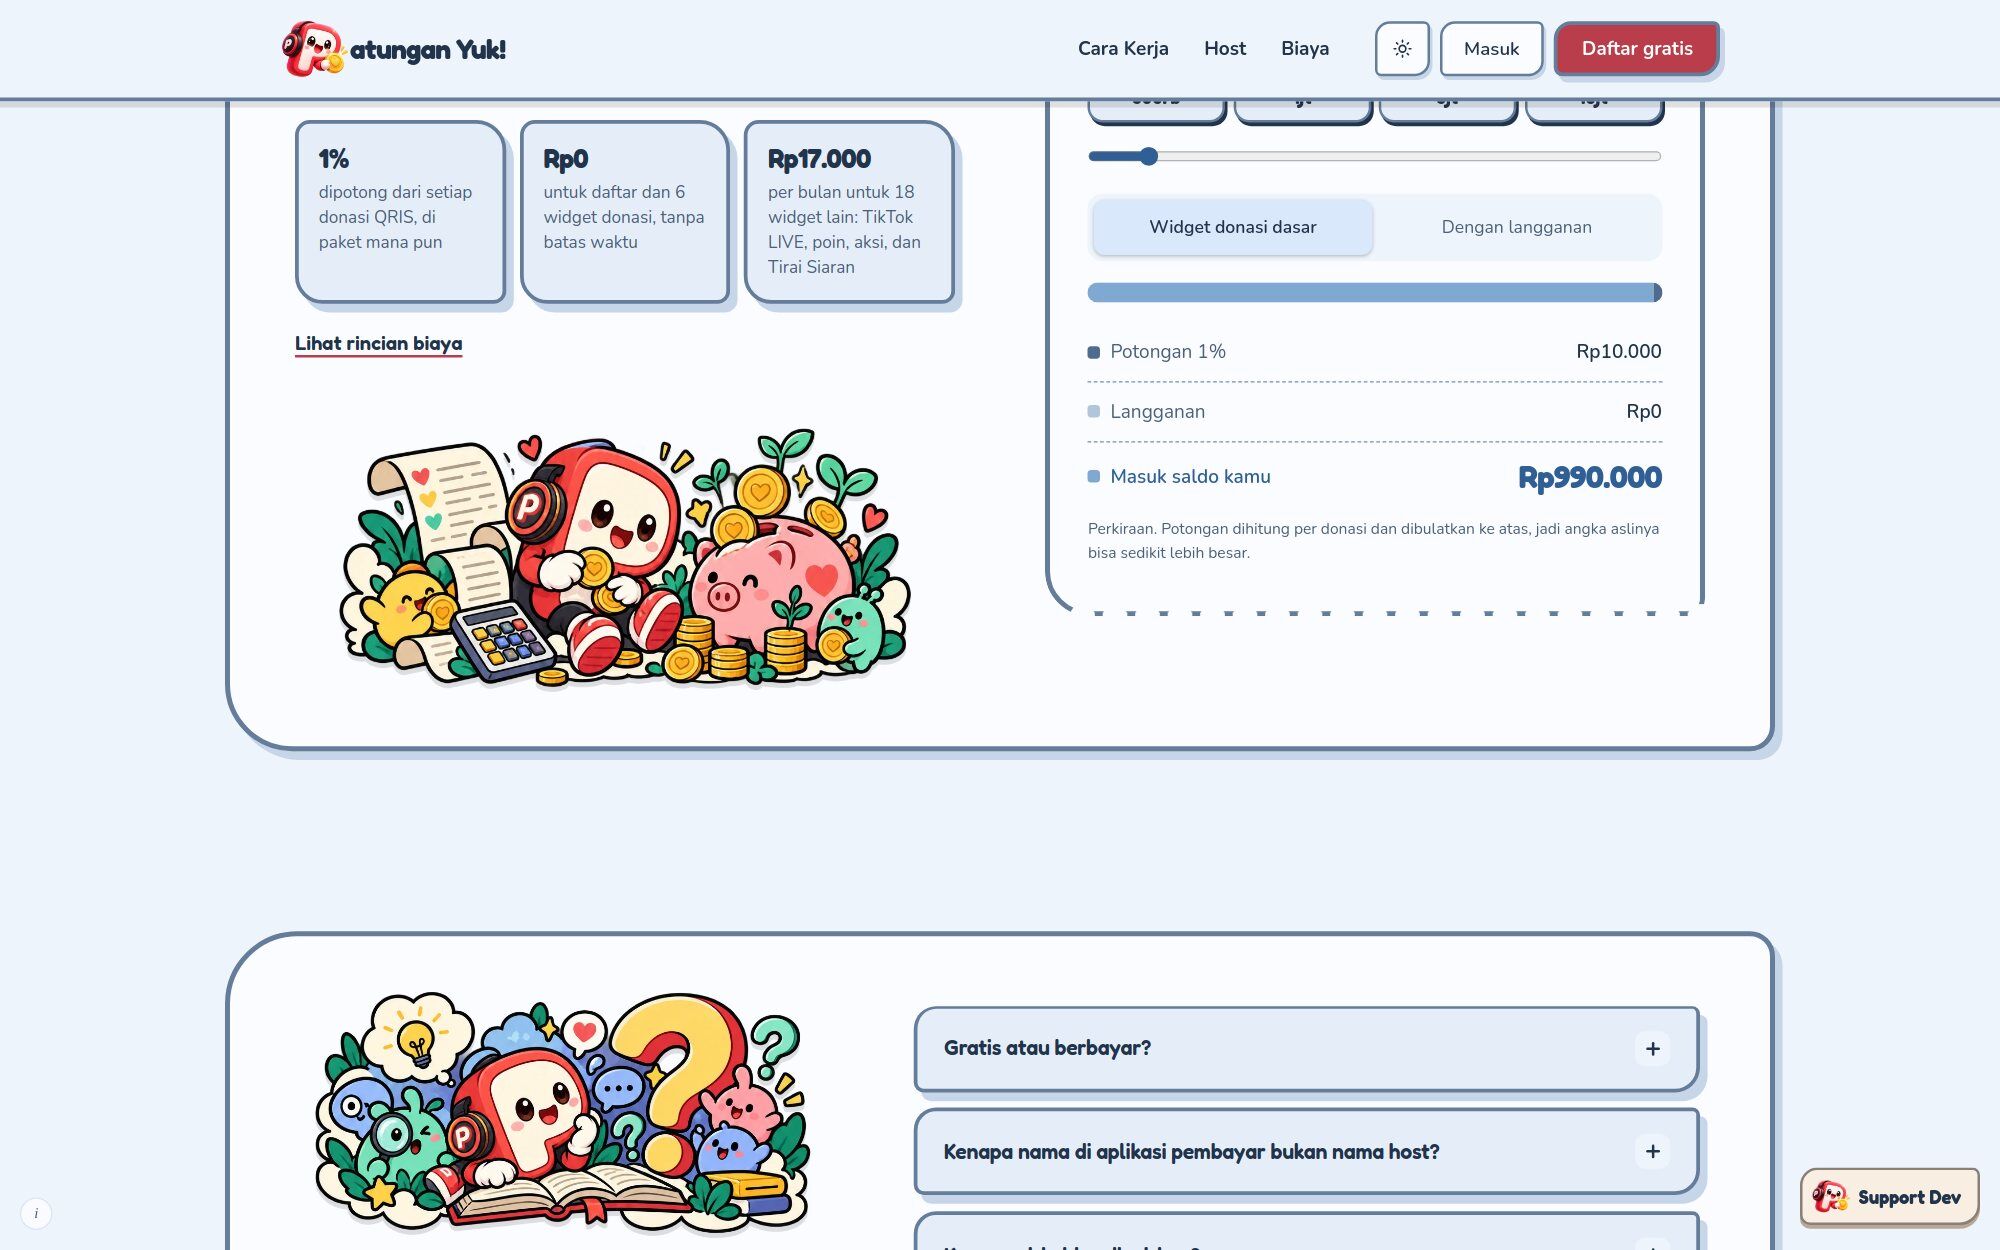 atungan Yuk!
Cara Kerja
Host
Biaya
Masuk
Daftar gratis
1%
dipotong dari setiap
donasi QRIS, di
paket mana pun
Rp0
untuk daftar dan 6
widget donasi, tanpa
batas waktu
Rp17.000
per bulan untuk 18
widget lain: TikTok
LIVE, poin, aksi, dan
Tirai Siaran
Lihat rincian biaya
Widget donasi dasar
Dengan langganan
Potongan 1%
Rp10.000
Langganan
Rp0
Masuk saldo kamu
Rp990.000
Perkiraan. Potongan dihitung per donasi dan dibulatkan ke atas, jadi angka aslinya
bisa sedikit lebih besar.
Gratis atau berbayar?
Kenapa nama di aplikasi pembayar bukan nama host?
i
Support Dev